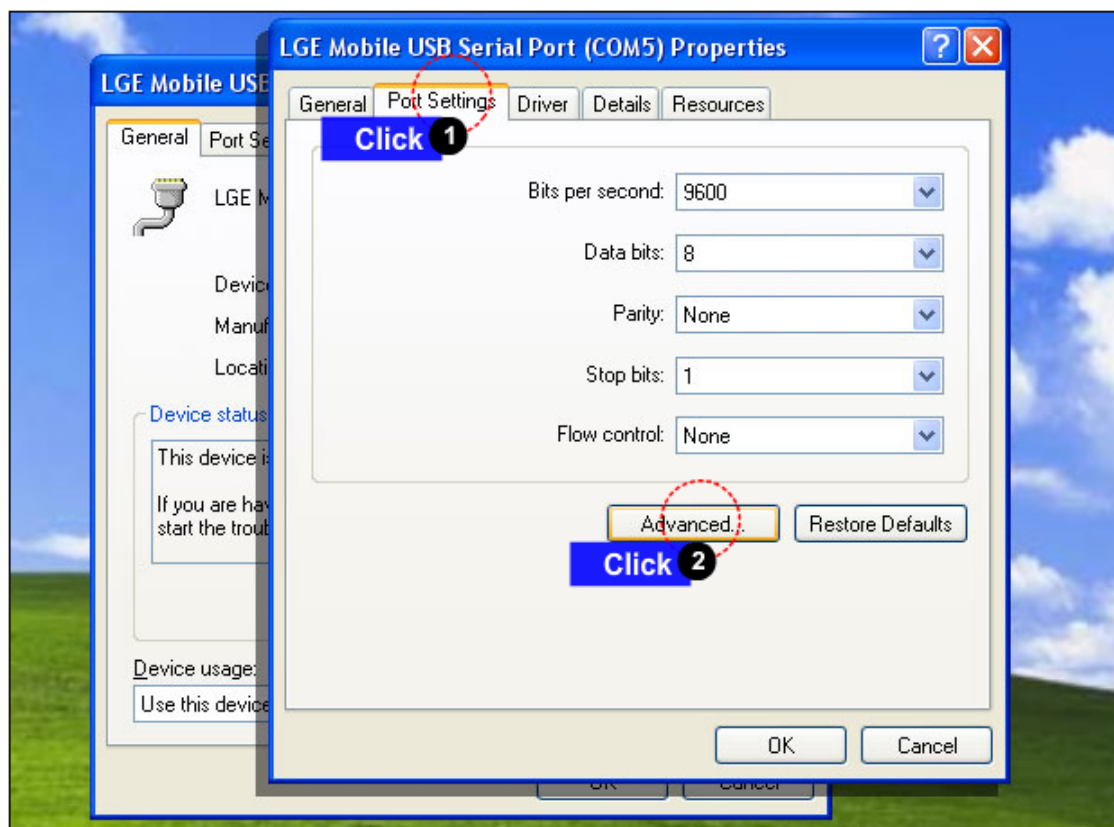 LGE Mobile USB Serial Port (COM5) Properties
General Port Settings Driver Details Resources
Click 1
Bits per second: 9600
Data bits: 8
Parity: None
Stop bits: 1
Flow control: None
Advanced... Restore Defaults
Click 2
OK Cancel
LGE Mobile USB
General Port Se
LGE M
Device
Manuf
Locati
Device status
This device i
If you are hav
start the troub
Device usage:
Use this device
OK Cancel